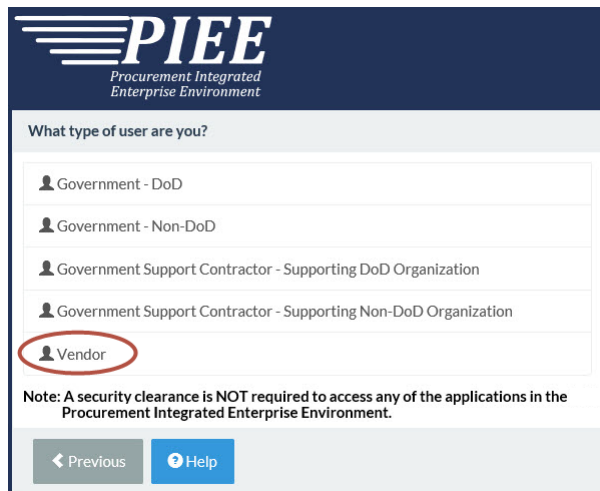 PIEE
Procurement Integrated
Enterprise Environment
What type of user are you?
Government - DoD
Government - Non-DoD
Government Support Contractor - Supporting DoD Organization
Government Support Contractor - Supporting Non-DoD Organization
Vendor
Note: A security clearance is NOT required to access any of the applications in the
Procurement Integrated Enterprise Environment.
Previous
Help